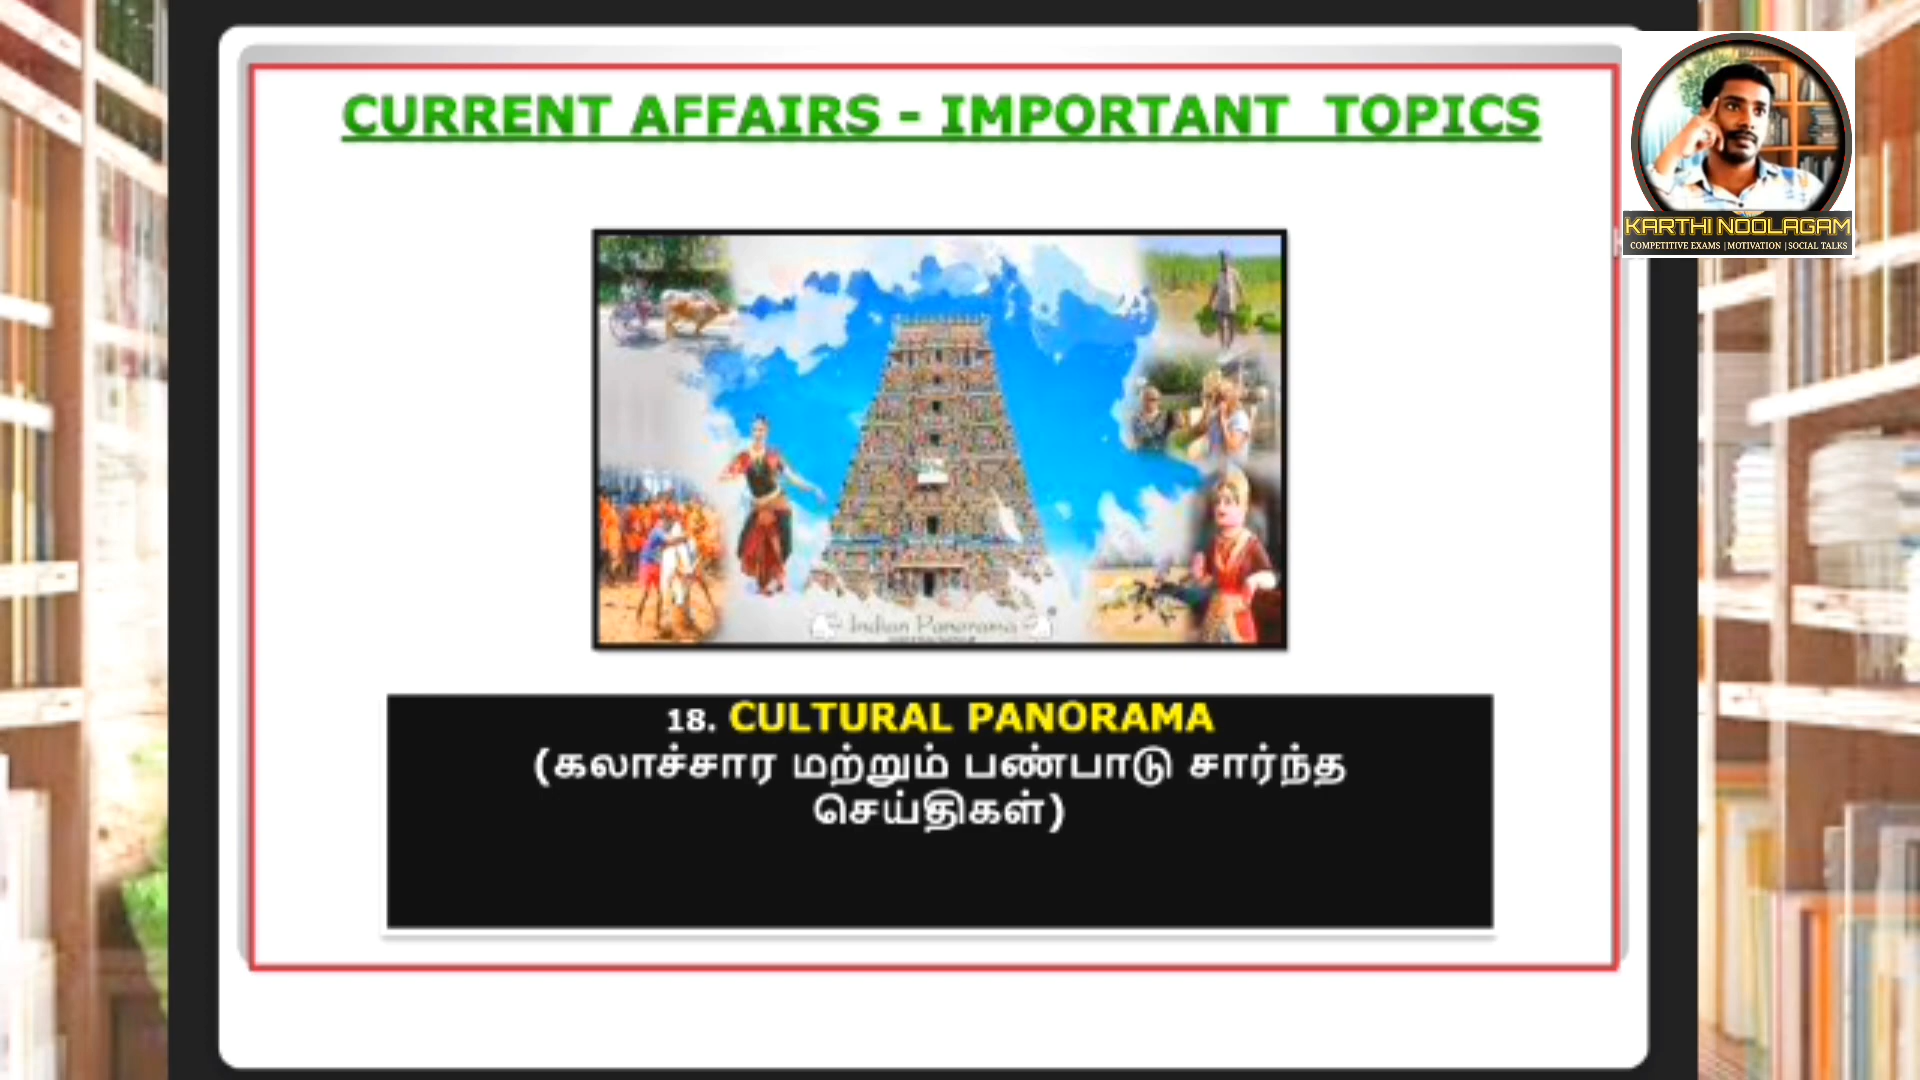 CURRENT AFFAIRS - IMPORTANT TOPICS
KARTHI NOOLAGAM
COMPETITIVE EXAMS |MOTIVATION |SOCIAL TALKS
Indian Panorama
18. CULTURAL PANORAMA
(கலாச்சார மற்றும் பண்பாடு சார்ந்த
செய்திகள்)